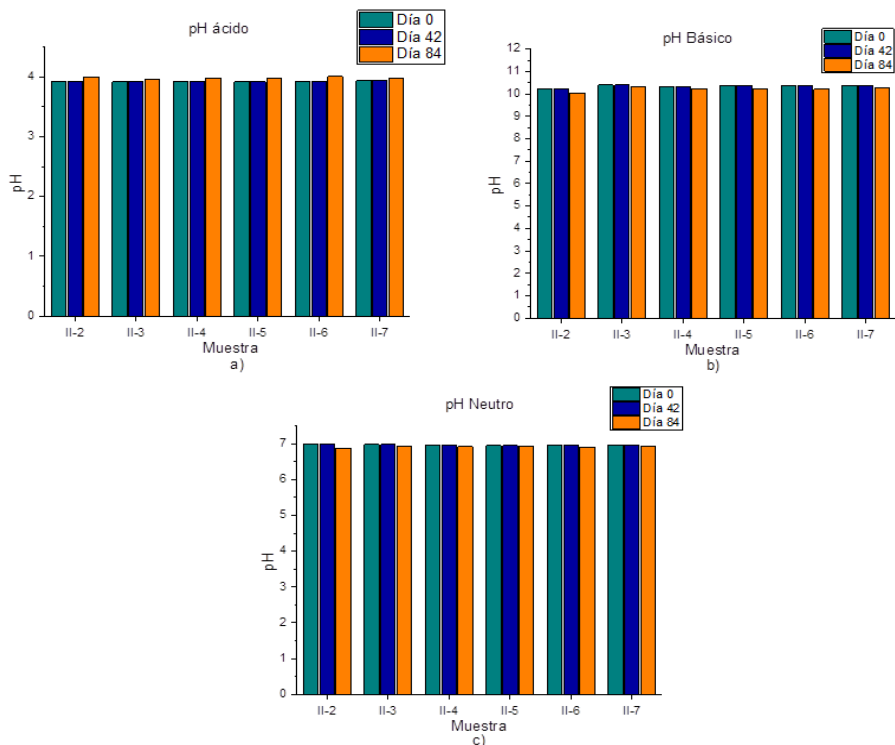 pH ácido
Día 0
Día 42
Día 84
4
3
2
1
0
pH
II-2 II-3 II-4 II-5 II-6 II-7
Muestra
a)
pH Básico
Día 0
Día 42
Día 84
12
11
10
9
8
7
6
5
4
3
2
1
0
pH
II-2 II-3 II-4 II-5 II-6 II-7
Muestra
b)
pH Neutro
Día 0
Día 42
Día 84
7
6
5
4
3
2
1
0
pH
II-2 II-3 II-4 II-5 II-6 II-7
Muestra
c)